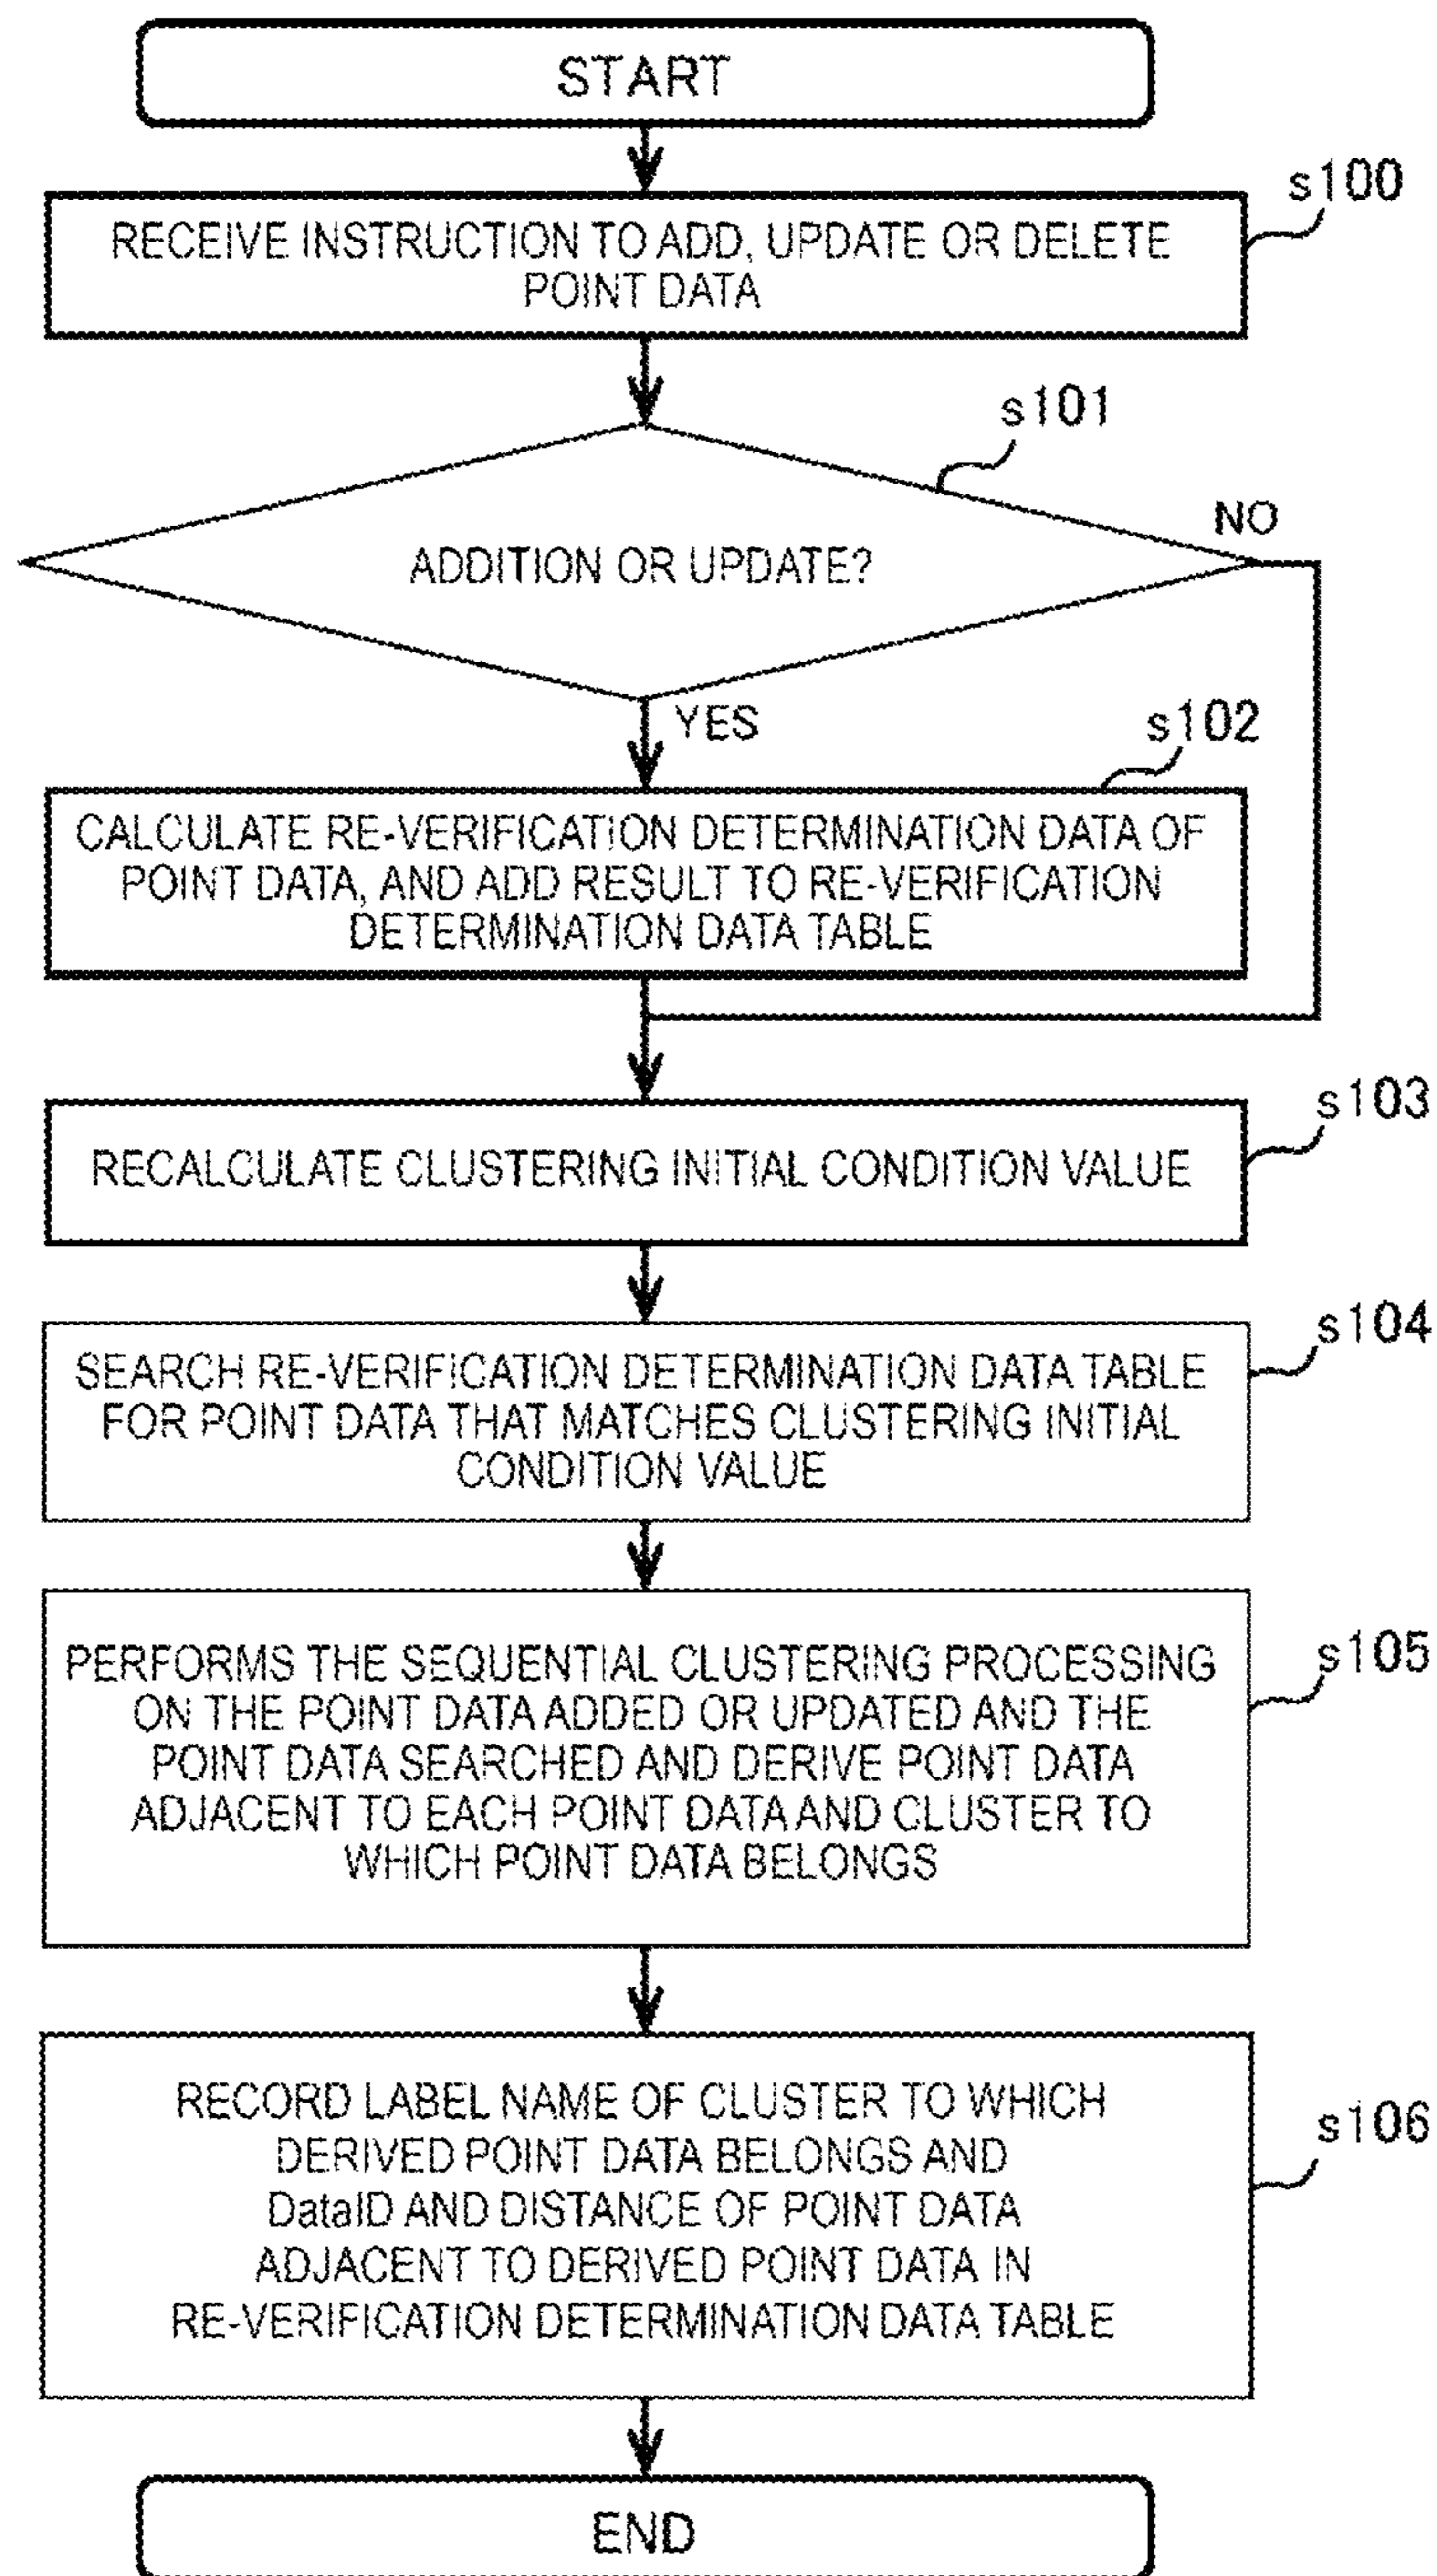 START
s100
RECEIVE INSTRUCTION TO ADD, UPDATE OR DELETE
POINT DATA
s101
NO
ADDITION OR UPDATE?
YES
s102
CALCULATE RE-VERIFICATION DETERMINATION DATA OF
POINT DATA, AND ADD RESULT TO RE-VERIFICATION
DETERMINATION DATA TABLE
s103
RECALCULATE CLUSTERING INITIAL CONDITION VALUE
s104
SEARCH RE-VERIFICATION DETERMINATION DATA TABLE
FOR POINT DATA THAT MATCHES CLUSTERING INITIAL
CONDITION VALUE
s105
PERFORMS THE SEQUENTIAL CLUSTERING PROCESSING
ON THE POINT DATA ADDED OR UPDATED AND THE
POINT DATA SEARCHED AND DERIVE POINT DATA
ADJACENT TO EACH POINT DATA AND CLUSTER TO
WHICH POINT DATA BELONGS
s106
RECORD LABEL NAME OF CLUSTER TO WHICH
DERIVED POINT DATA BELONGS AND
DataID AND DISTANCE OF POINT DATA
ADJACENT TO DERIVED POINT DATA IN
RE-VERIFICATION DETERMINATION DATA TABLE
END